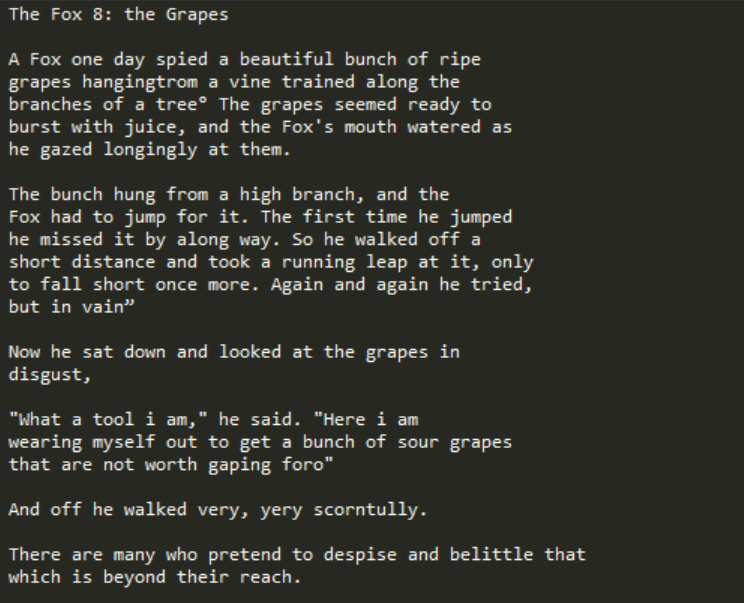 The Fox 8: the Grapes
A Fox one day spied a beautiful bunch of ripe
grapes hangingtrom a vine trained along the
branches of a tree° The grapes seemed ready to
burst with juice, and the Fox's mouth watered as
he gazed longingly at them.
The bunch hung from a high branch, and the
Fox had to jump for it. The first time he jumped
he missed it by along way. So he walked off a
short distance and took a running leap at it, only
to fall short once more. Again and again he tried,
but in vain”
Now he sat down and looked at the grapes in
disgust,
"What a tool i am," he said. "Here i am
wearing myself out to get a bunch of sour grapes
that are not worth gaping foro"
And off he walked very, yery scorntully.
There are many who pretend to despise and belittle that
which is beyond their reach.